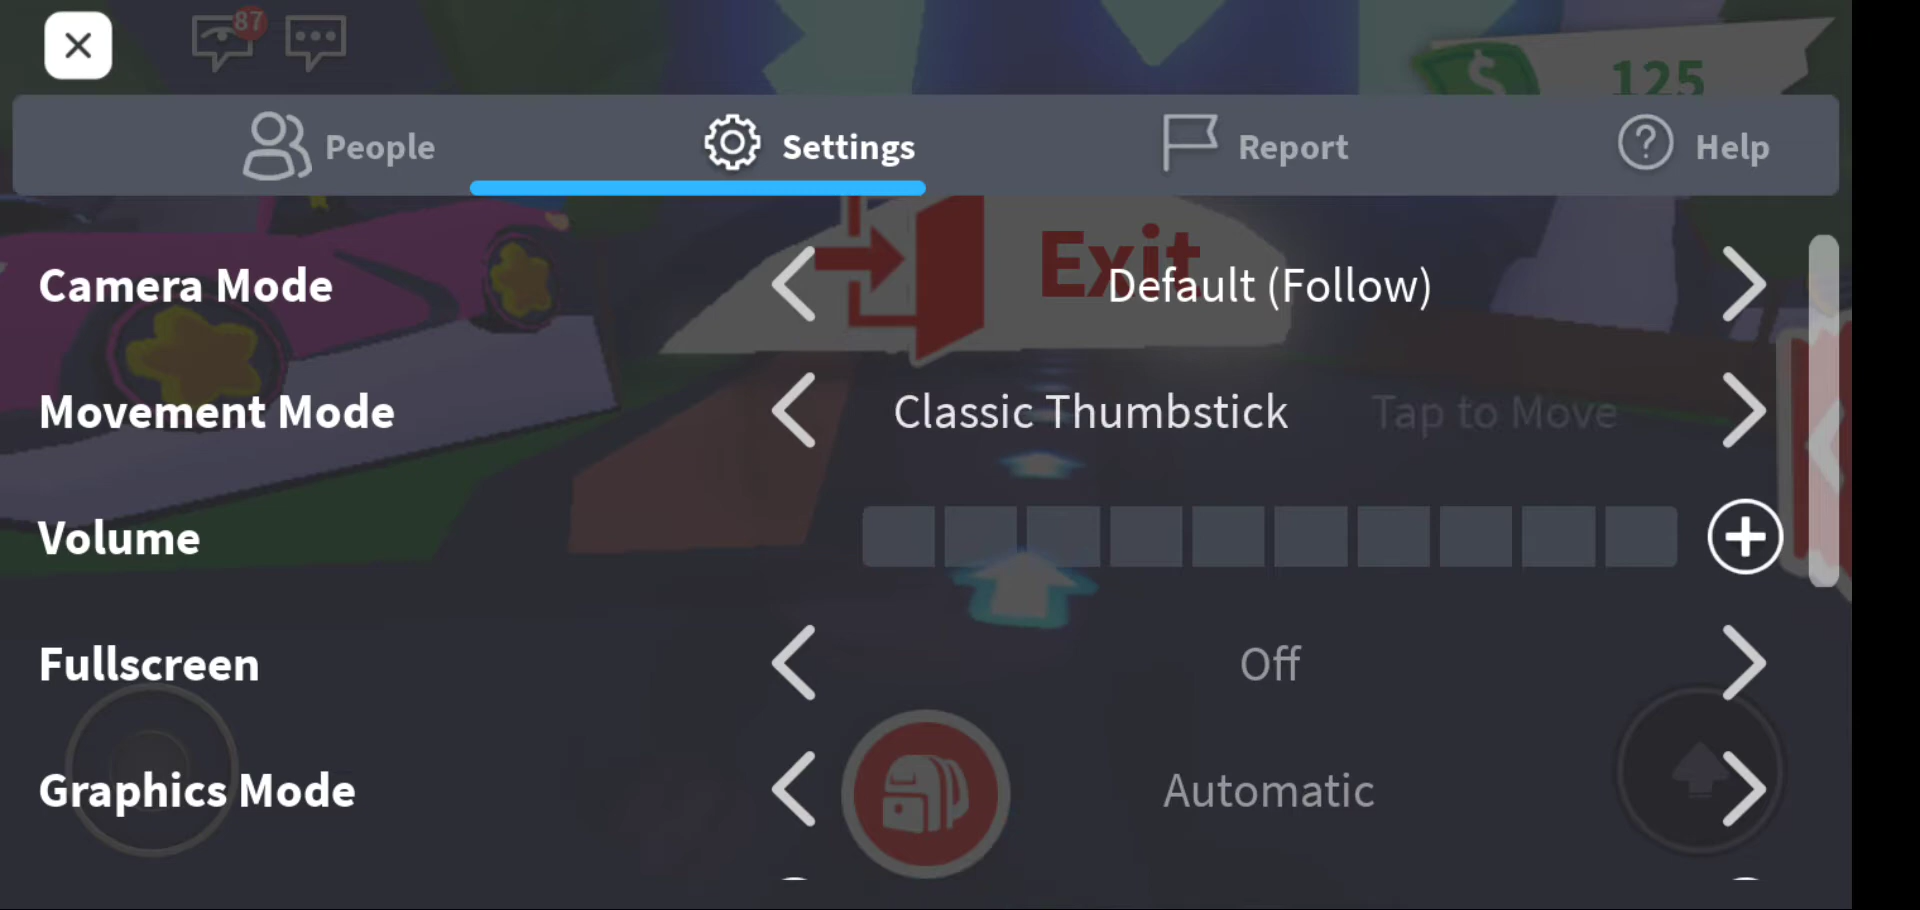 87
125
People
Settings
Report
Help
Exit
Camera Mode
Default (Follow)
Movement Mode
Classic Thumbstick
Tap to Move
Volume
Fullscreen
Off
Graphics Mode
Automatic